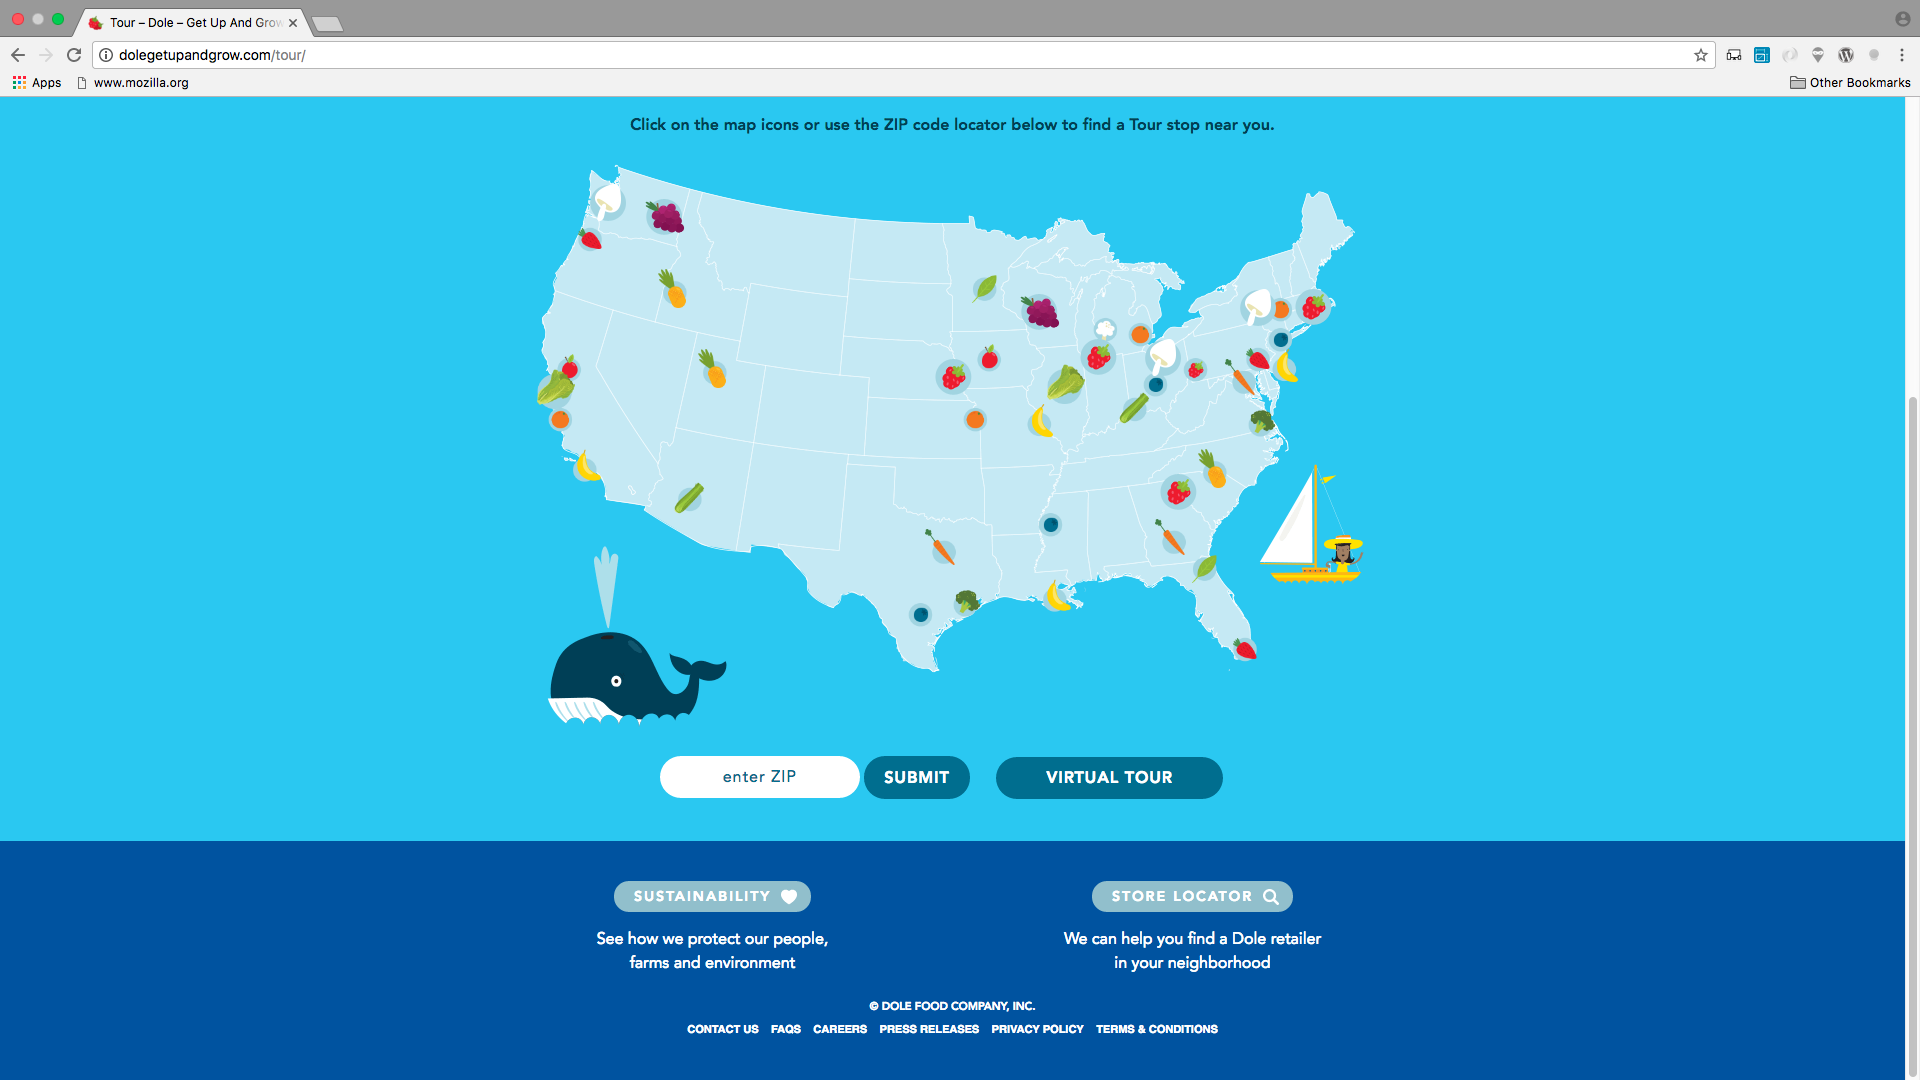 Tour – Dole – Get Up And Grow
dolegetupandgrow.com/tour/
Apps
www.mozilla.org
Other Bookmarks
Click on the map icons or use the ZIP code locator below to find a Tour stop near you.
enter ZIP
SUBMIT
VIRTUAL TOUR
SUSTAINABILITY
STORE LOCATOR
See how we protect our people,
farms and environment
We can help you find a Dole retailer
in your neighborhood
© DOLE FOOD COMPANY, INC.
CONTACT US FAQS CAREERS PRESS RELEASES PRIVACY POLICY TERMS & CONDITIONS